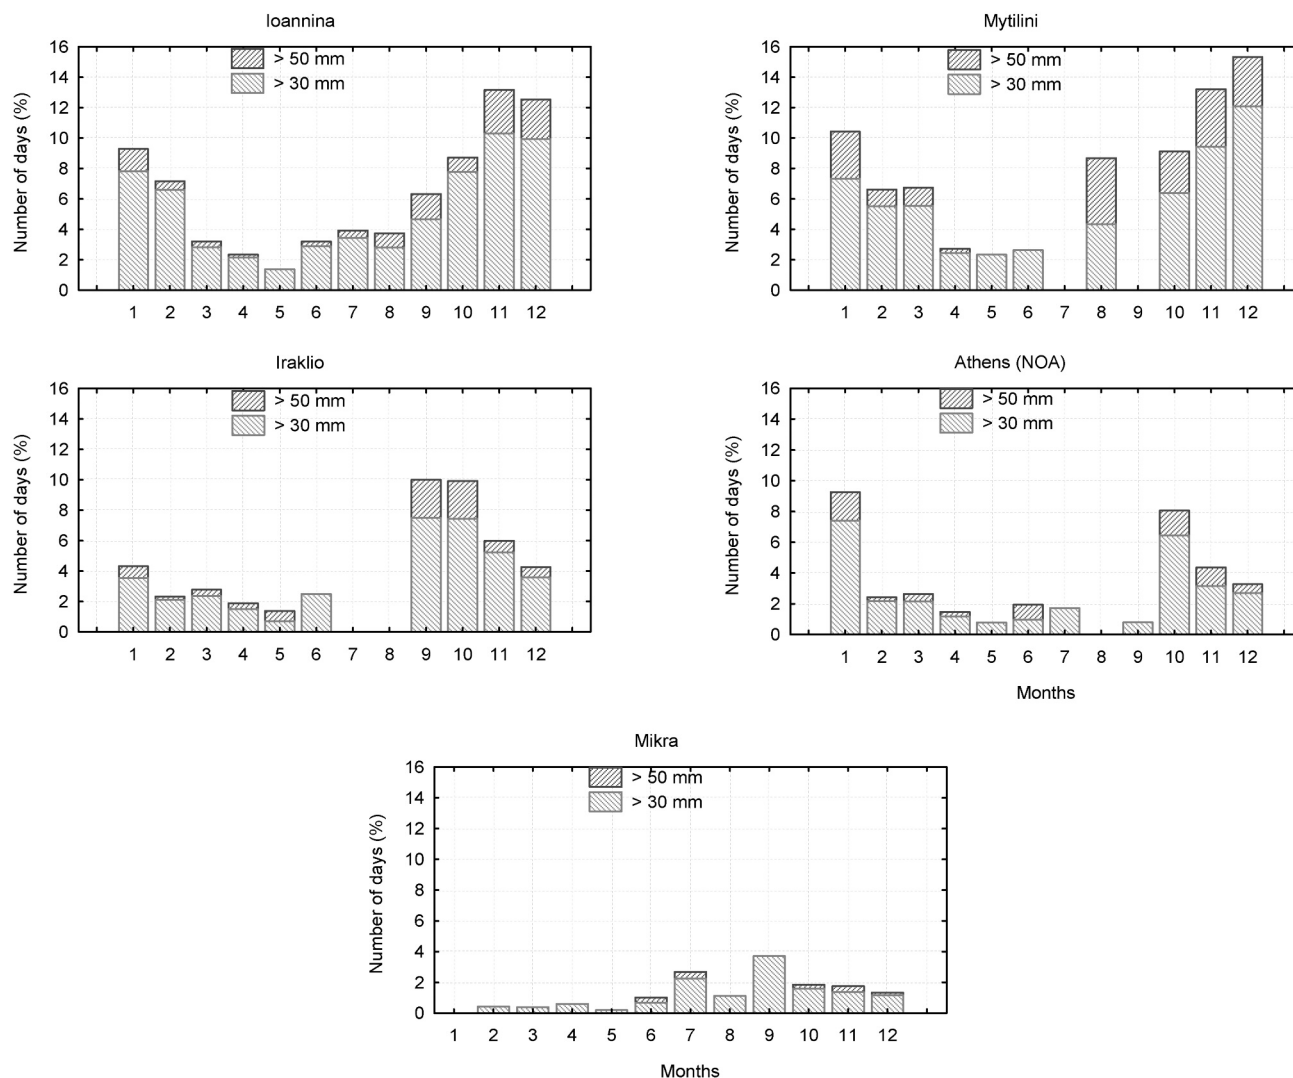 Ioannina
Number of days (%)
16
14
12
10
8
6
4
2
0
> 50 mm
> 30 mm
1 2 3 4 5 6 7 8 9 10 11 12
Mytilini
Number of days (%)
16
14
12
10
8
6
4
2
0
> 50 mm
> 30 mm
1 2 3 4 5 6 7 8 9 10 11 12
Iraklio
Number of days (%)
16
14
12
10
8
6
4
2
0
> 50 mm
> 30 mm
1 2 3 4 5 6 7 8 9 10 11 12
Athens (NOA)
Number of days (%)
16
14
12
10
8
6
4
2
0
> 50 mm
> 30 mm
1 2 3 4 5 6 7 8 9 10 11 12
Months
Mikra
Number of days (%)
16
14
12
10
8
6
4
2
0
> 50 mm
> 30 mm
1 2 3 4 5 6 7 8 9 10 11 12
Months